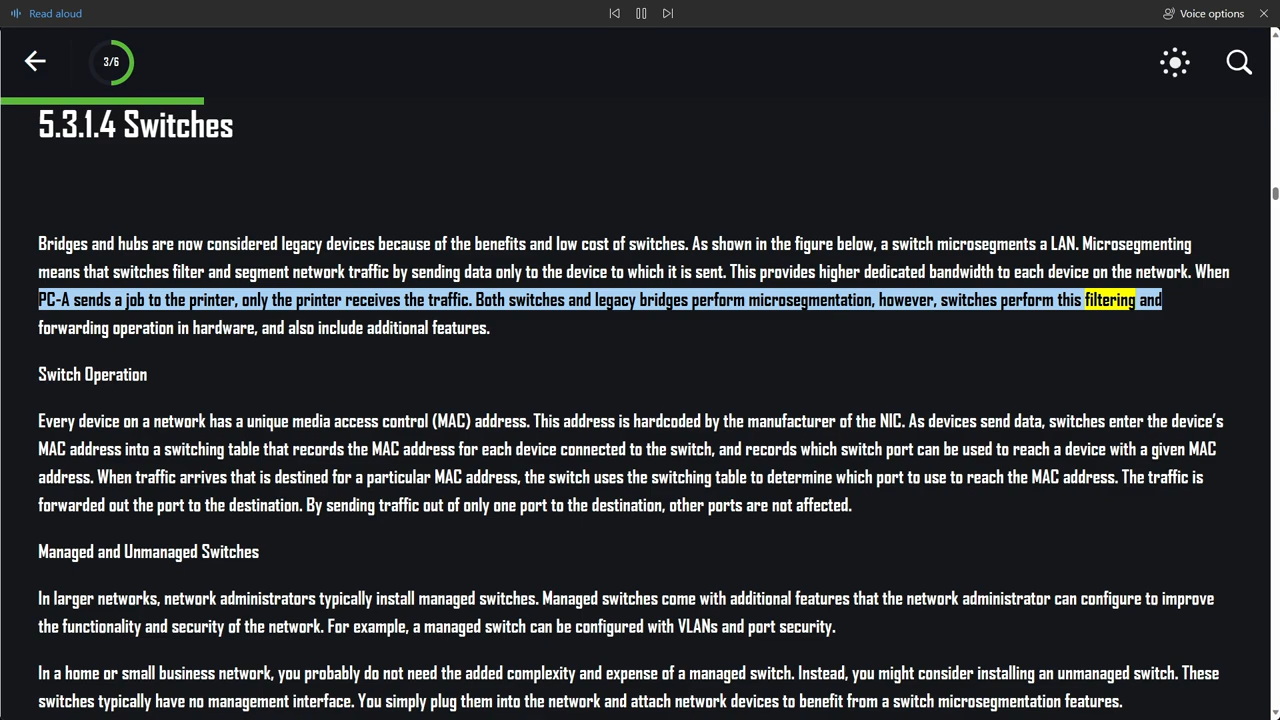 Read aloud
Voice options
3/6
5.3.1.4 Switches
Bridges and hubs are now considered legacy devices because of the benefits and low cost of switches. As shown in the figure below, a switch microsegments a LAN. Microsegmenting
means that switches filter and segment network traffic by sending data only to the device to which it is sent. This provides higher dedicated bandwidth to each device on the network. When
PC-A sends a job to the printer, only the printer receives the traffic. Both switches and legacy bridges perform microsegmentation, however, switches perform this filtering and
forwarding operation in hardware, and also include additional features.
Switch Operation
Every device on a network has a unique media access control (MAC) address. This address is hardcoded by the manufacturer of the NIC. As devices send data, switches enter the device's
MAC address into a switching table that records the MAC address for each device connected to the switch, and records which switch port can be used to reach a device with a given MAC
address. When traffic arrives that is destined for a particular MAC address, the switch uses the switching table to determine which port to use to reach the MAC address. The traffic is
forwarded out the port to the destination. By sending traffic out of only one port to the destination, other ports are not affected.
Managed and Unmanaged Switches
In larger networks, network administrators typically install managed switches. Managed switches come with additional features that the network administrator can configure to improve
the functionality and security of the network. For example, a managed switch can be configured with VLANs and port security.
In a home or small business network, you probably do not need the added complexity and expense of a managed switch. Instead, you might consider installing an unmanaged switch. These
switches typically have no management interface. You simply plug them into the network and attach network devices to benefit from a switch microsegmentation features.